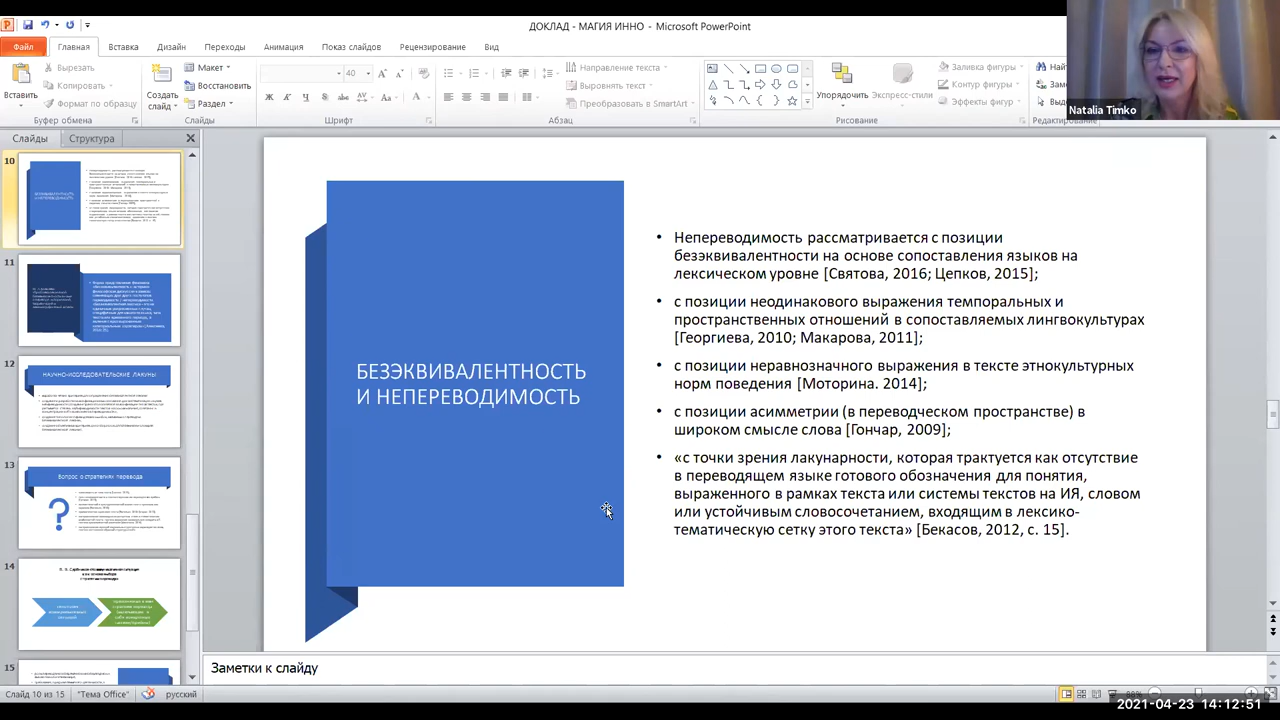 ДОКЛАД - МАГИЯ ИННО - Microsoft PowerPoint
Файл Главная Вставка Дизайн Переходы Анимация Показ слайдов Рецензирование Вид
Вставить
Вырезать
Копировать
Формат по образцу
Буфер обмена
Создать слайд
Макет
Восстановить
Раздел
Слайды
40
Шрифт
Направление текста
Выровнять текст
Преобразовать в SmartArt
Абзац
Упорядочить
Экспресс-стили
Заливка фигуры
Контур фигуры
Эффекты фигур
Рисование
Редактирование
Natalia Timko
Слайды Структура
10
11
12
НАУЧНО-ИССЛЕДОВАТЕЛЬСКИЕ ЛАКУНЫ
13
Вопрос о стратегиях перевода
?
14
15
БЕЗЭКВИВАЛЕНТНОСТЬ
И НЕПЕРЕВОДИМОСТЬ
• Непереводимость рассматривается с позиции
безэквивалентности на основе сопоставления языков на
лексическом уровне [Святова, 2016; Цепков, 2015];
• с позиции неодинакового выражения темпоральных и
пространственных отношений в сопоставляемых лингвокультурах
[Георгиева, 2010; Макарова, 2011];
• с позиции неравнозначного выражения в тексте этнокультурных
норм поведения [Моторина. 2014];
• с позиции асимметрии (в переводческом пространстве) в
широком смысле слова [Гончар, 2009];
• «с точки зрения лакунарности, которая трактуется как отсутствие
в переводящем языке готового обозначения для понятия,
выраженного в рамках текста или системы текстов на ИЯ, словом
или устойчивым словосочетанием, входящим в лексико-
тематическую сетку этого текста» [Бекасов, 2012, с. 15].
Заметки к слайду
Слайд 10 из 15 "Тема Office" русский 88%
2021-04-23 14:12:51